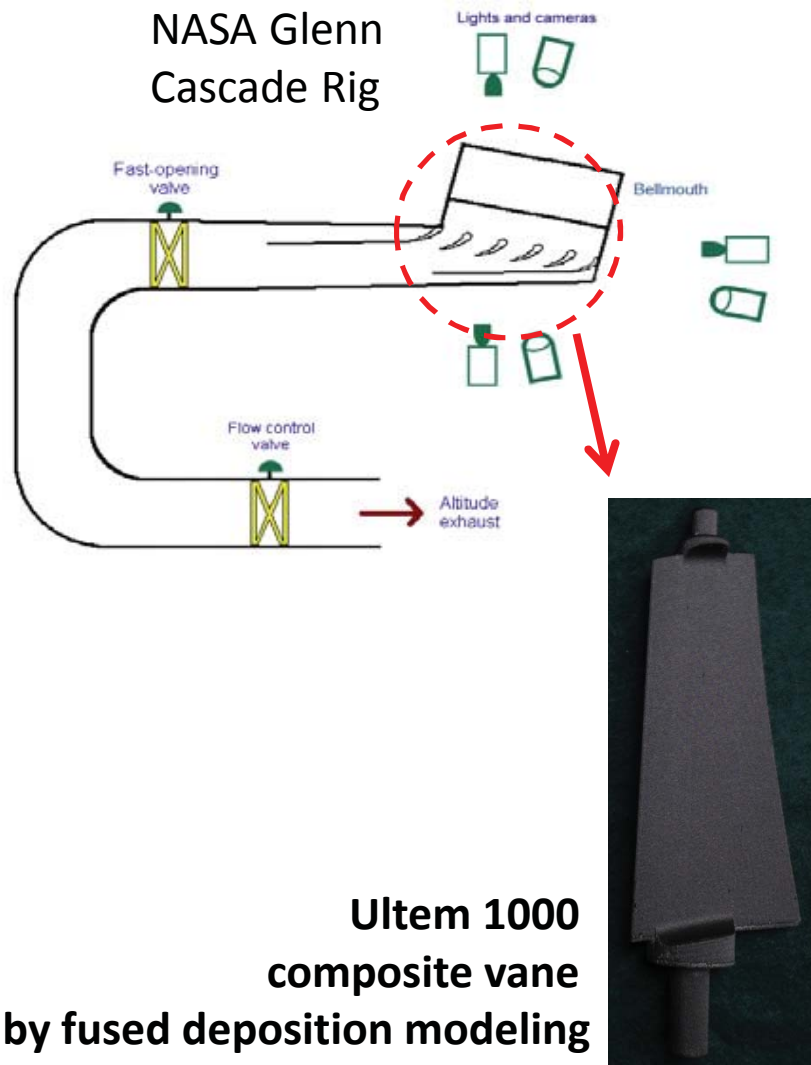 NASA Glenn
Cascade Rig
Lights and cameras
Fast-opening
valve
Bellmouth
Flow control
valve
Altitude
exhaust
Ultem 1000
composite vane
by fused deposition modeling